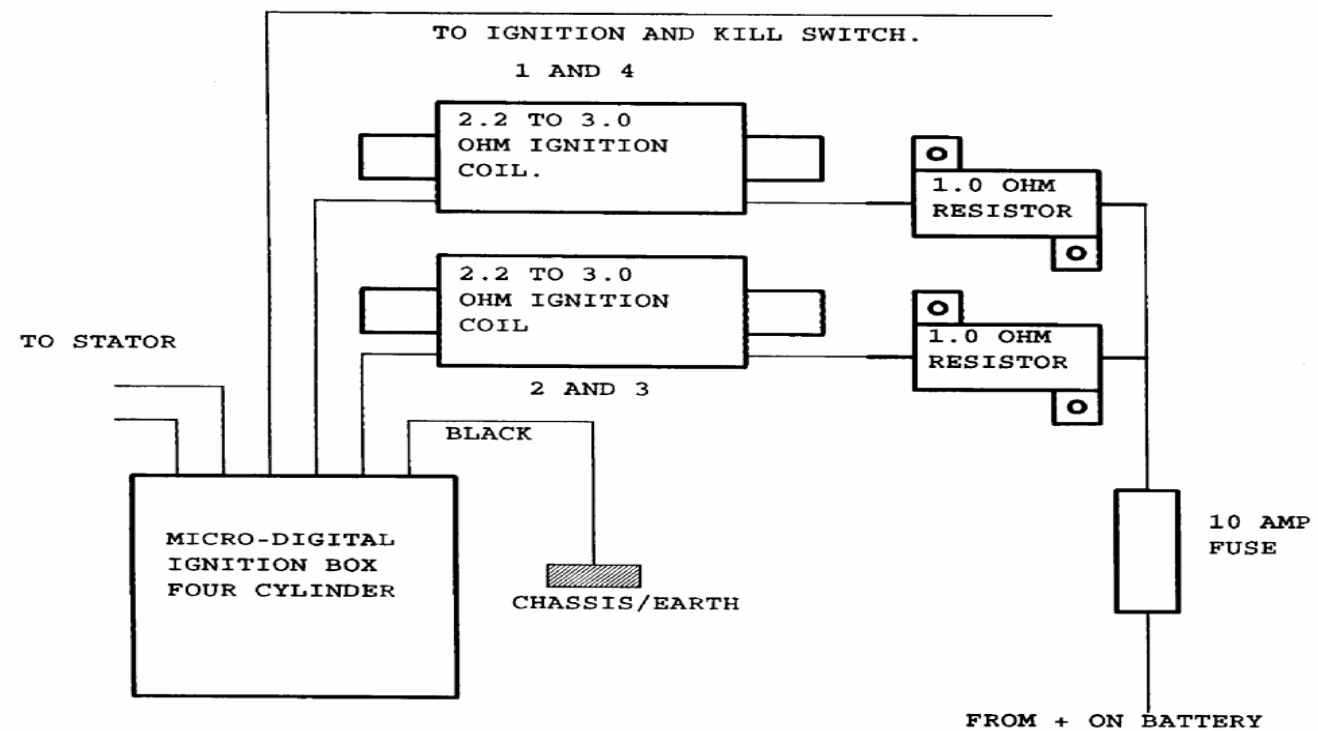 TO IGNITION AND KILL SWITCH.
1 AND 4
2.2 TO 3.0
OHM IGNITION
COIL.
1.0 OHM
RESISTOR
2.2 TO 3.0
OHM IGNITION
COIL
1.0 OHM
RESISTOR
TO STATOR
2 AND 3
BLACK
MICRO-DIGITAL
IGNITION BOX
FOUR CYLINDER
CHASSIS/EARTH
10 AMP
FUSE
FROM + ON BATTERY